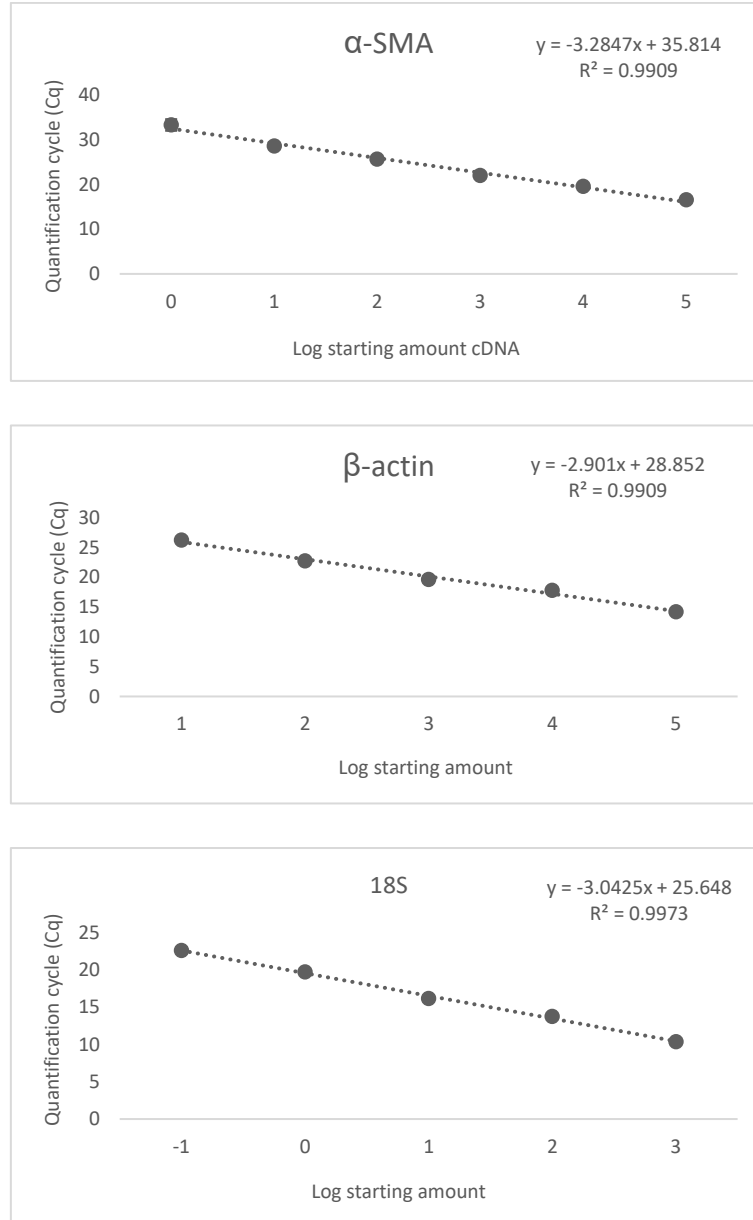 α-SMA
y = -3.2847x + 35.814
R² = 0.9909
Quantification cycle (Cq)
40
30
20
10
0
0 1 2 3 4 5
Log starting amount cDNA
β-actin
y = -2.901x + 28.852
R² = 0.9909
Quantification cycle (Cq)
30
25
20
15
10
5
0
1 2 3 4 5
Log starting amount
18S
y = -3.0425x + 25.648
R² = 0.9973
Quantification cycle (Cq)
25
20
15
10
5
0
-1 0 1 2 3
Log starting amount